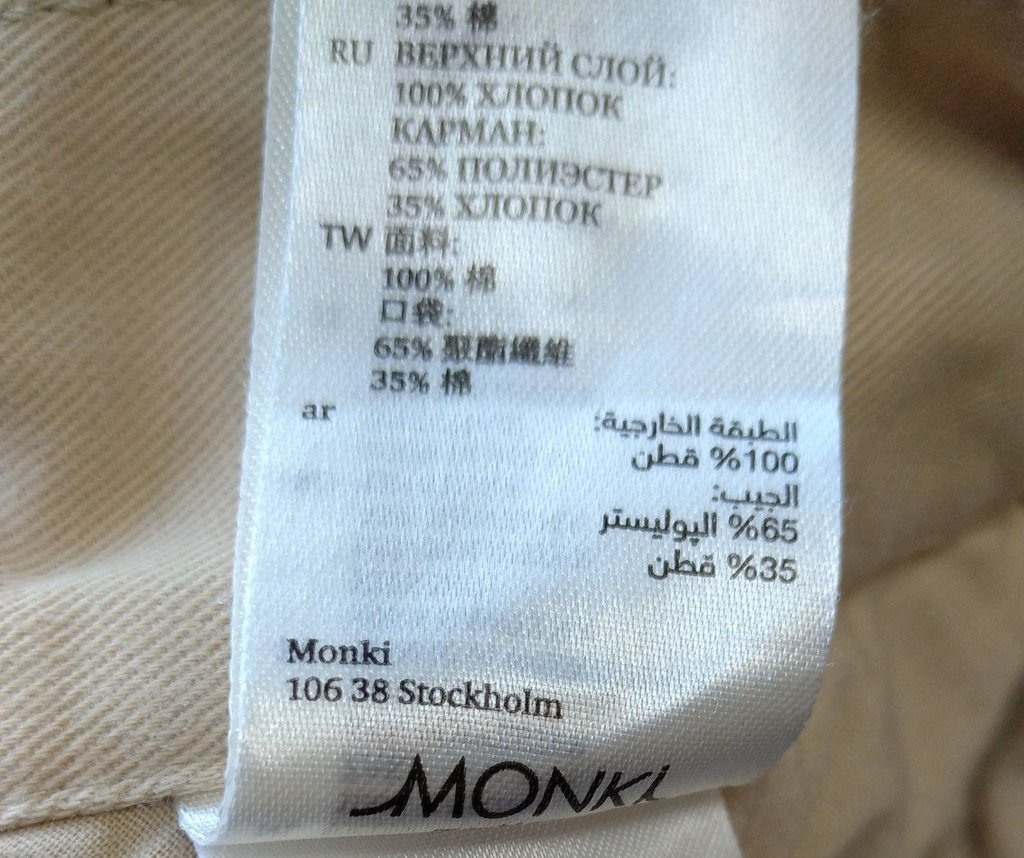 35% 棉
RU ВЕРХНИЙ СЛОЙ:
100% ХЛОПОК
КАРМАН:
65% ПОЛИЭСТЕР
35% ХЛОПОК
TW 面料:
100% 棉
口袋:
65% 聚酯纖維
35% 棉
ar الطبقة الخارجية:
100% قطن
الجيب:
65% البوليستر
35% قطن
Monki
106 38 Stockholm
MONKI